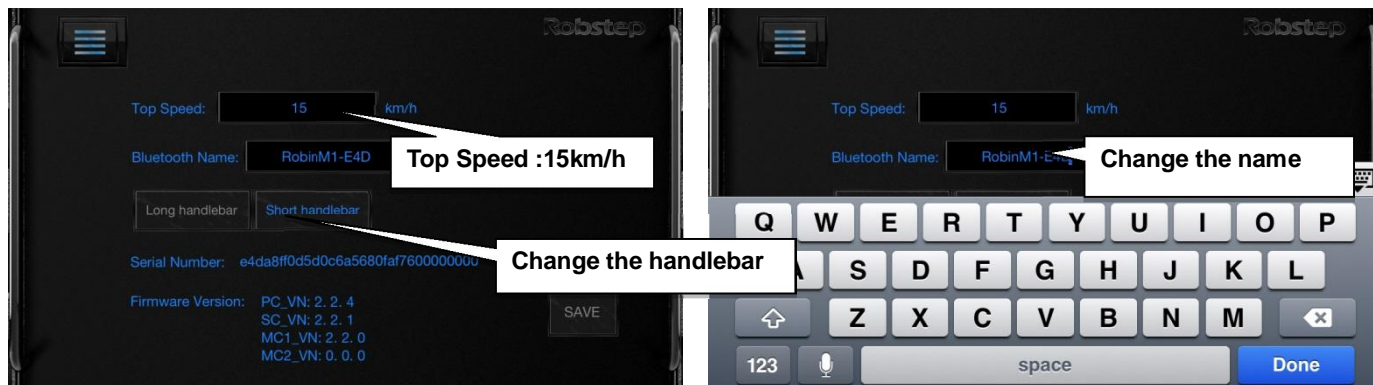 Robstep
Top Speed: 15 km/h
Bluetooth Name: RobinM1-E4D
Top Speed :15km/h
Long handlebar Short handlebar
Change the handlebar
Serial Number: e4da8ff0d5d0c6a5680faf7600000000
Firmware Version: PC_VN: 2. 2. 4
SC_VN: 2. 2. 1
MC1_VN: 2. 2. 0
MC2_VN: 0. 0. 0
SAVE
Robstep
Top Speed: 15 km/h
Bluetooth Name: RobinM1-E4D
Change the name
Q W E R T Y U I O P
S D F G H J K L
Z X C V B N M
123 space Done